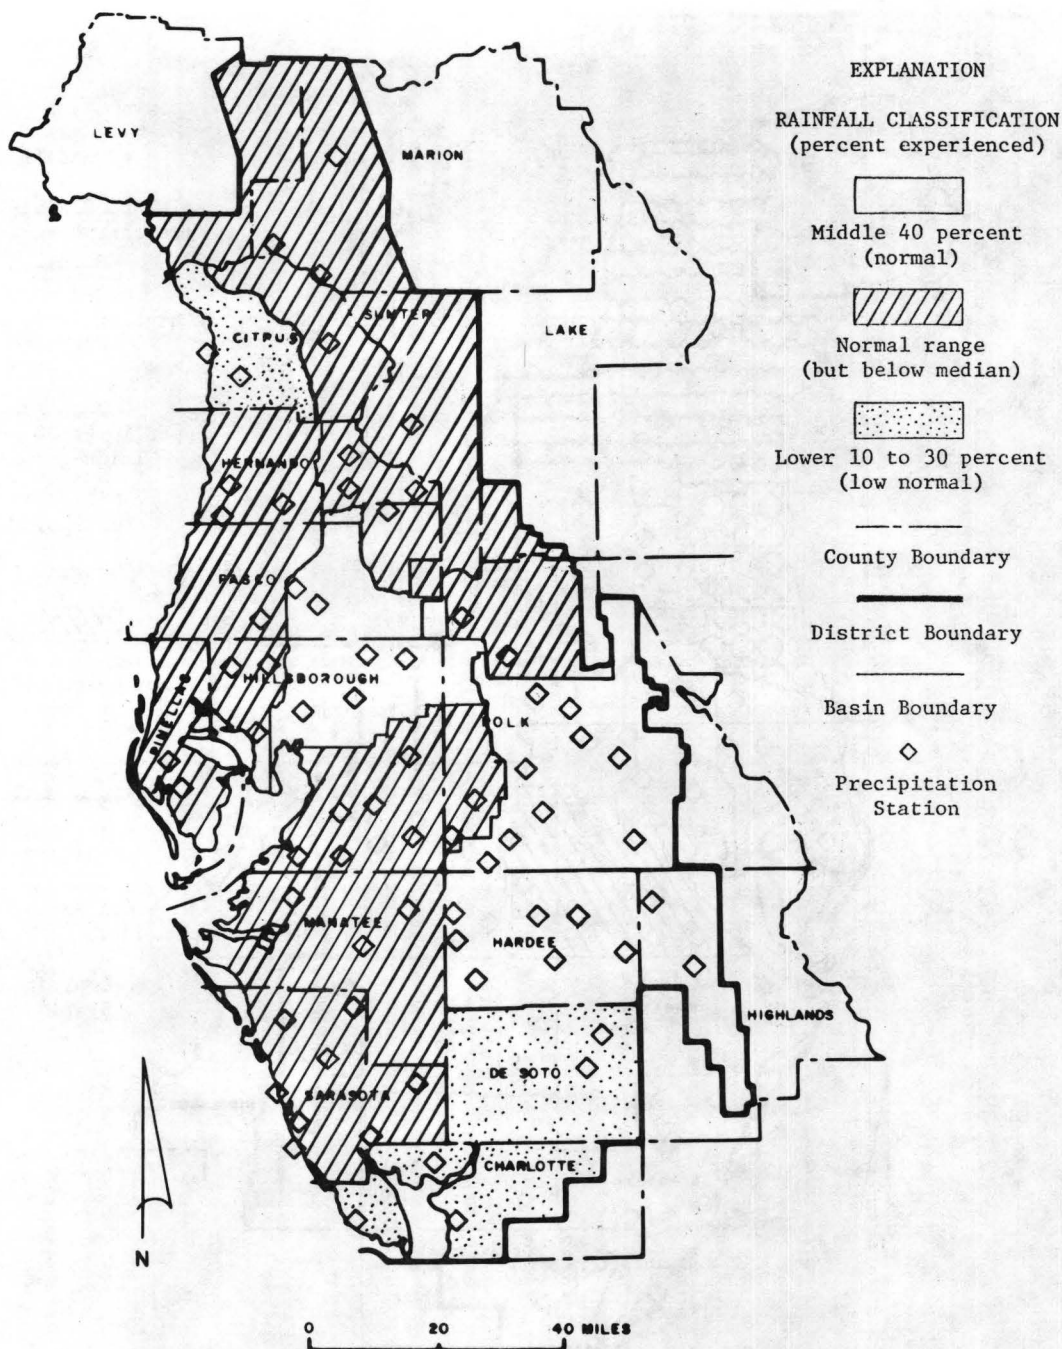 EXPLANATION
RAINFALL CLASSIFICATION
(percent experienced)
Middle 40 percent
(normal)
Normal range
(but below median)
Lower 10 to 30 percent
(low normal)
County Boundary
District Boundary
Basin Boundary
Precipitation
Station
LEVY
MARION
SUMTER
CITRUS
LAKE
HERNANDO
PASCO
HILLSBOROUGH
PINELLAS
POLK
MANATEE
HARDEE
HIGHLANDS
DE SOTO
SARASOTA
CHARLOTTE
N
0 20 40 MILES